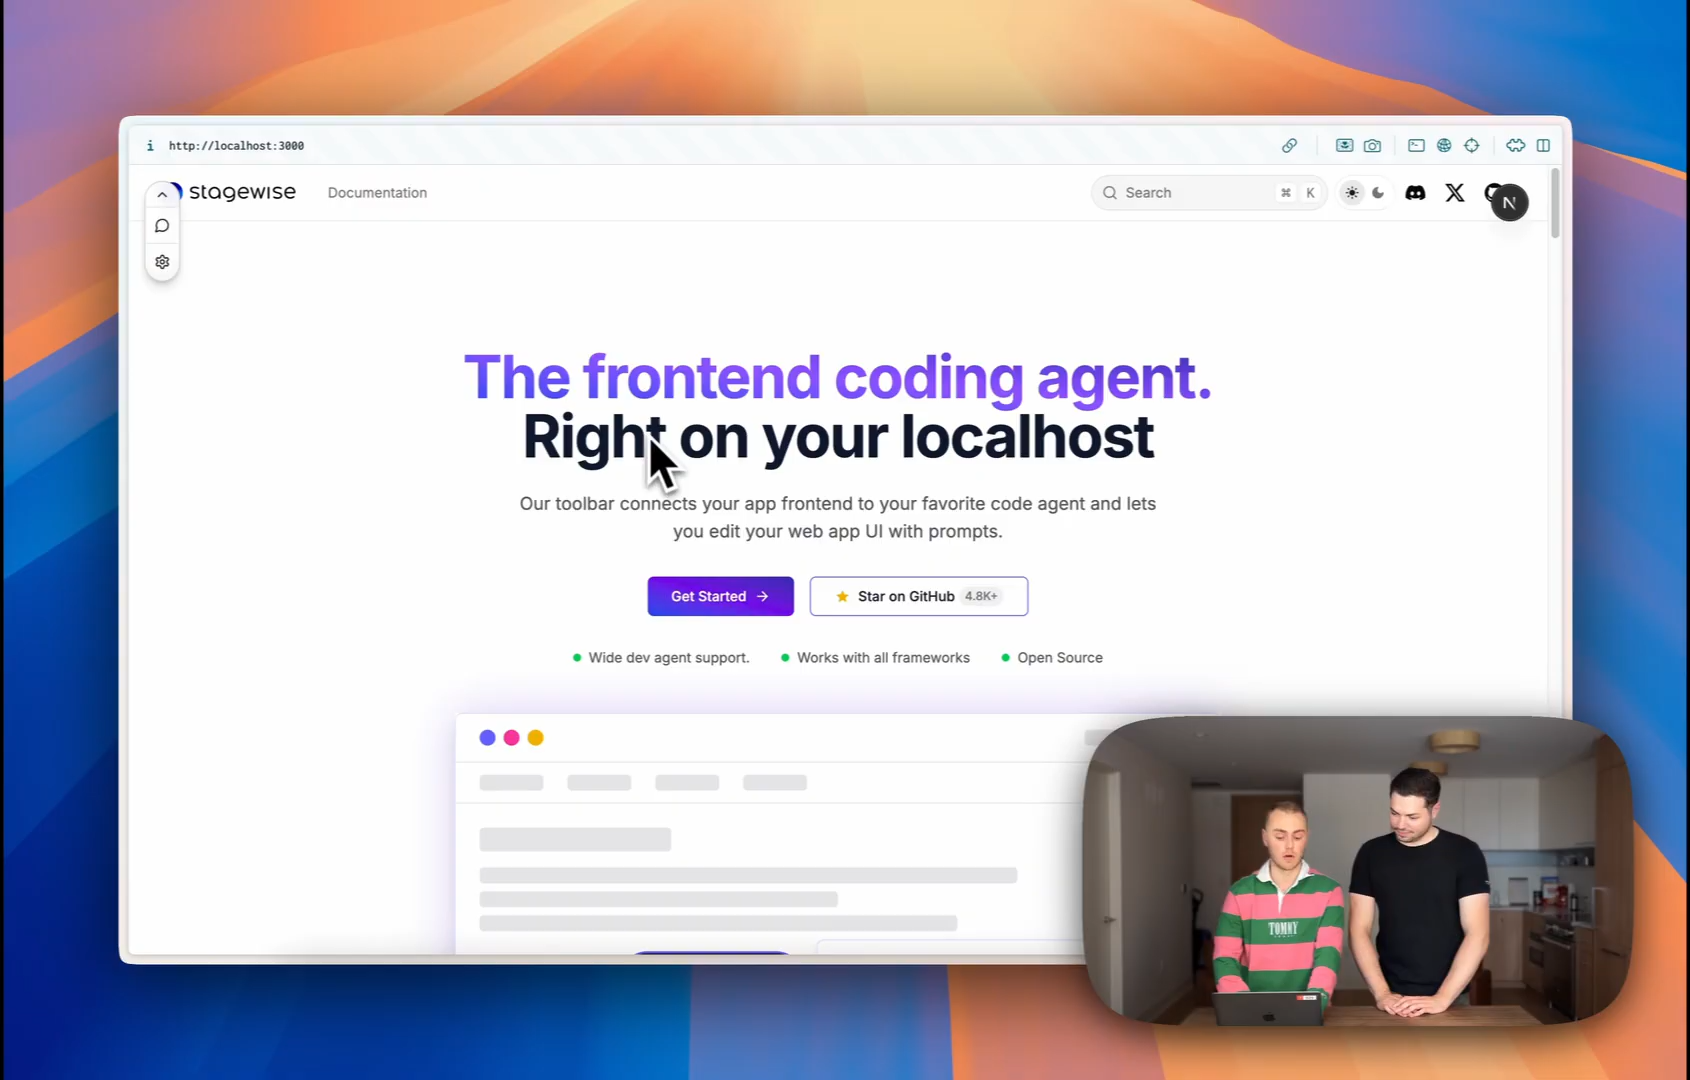 http://localhost:3000
stagewise
Documentation
Search
⌘ K
N
The frontend coding agent.
Right on your localhost
Our toolbar connects your app frontend to your favorite code agent and lets
you edit your web app UI with prompts.
Get Started →
Star on GitHub 4.8K+
Wide dev agent support.
Works with all frameworks
Open Source
TOMMY